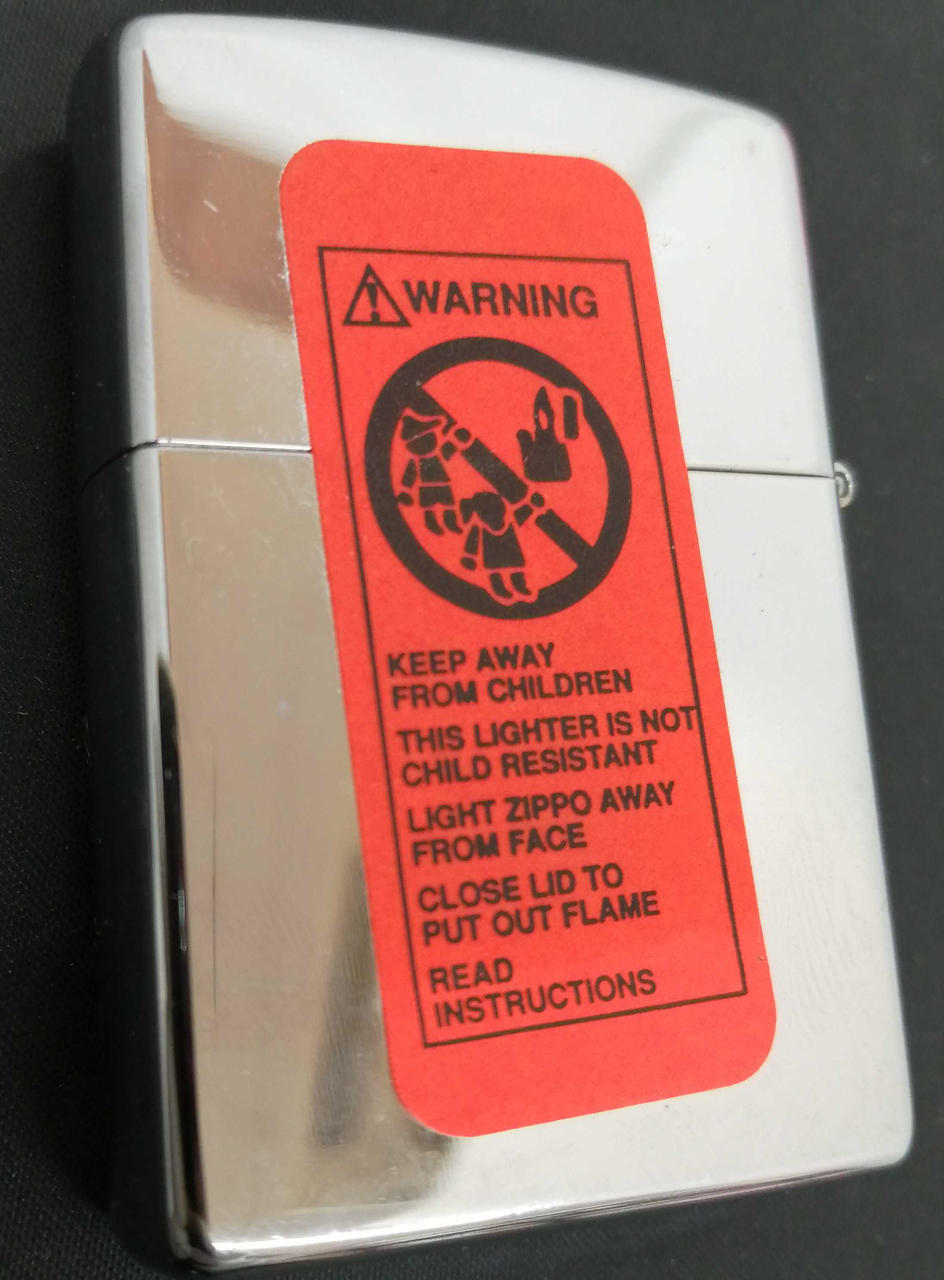 WARNING
KEEP AWAY
FROM CHILDREN
THIS LIGHTER IS NOT
CHILD RESISTANT
LIGHT ZIPPO AWAY
FROM FACE
CLOSE LID TO
PUT OUT FLAME
READ
INSTRUCTIONS